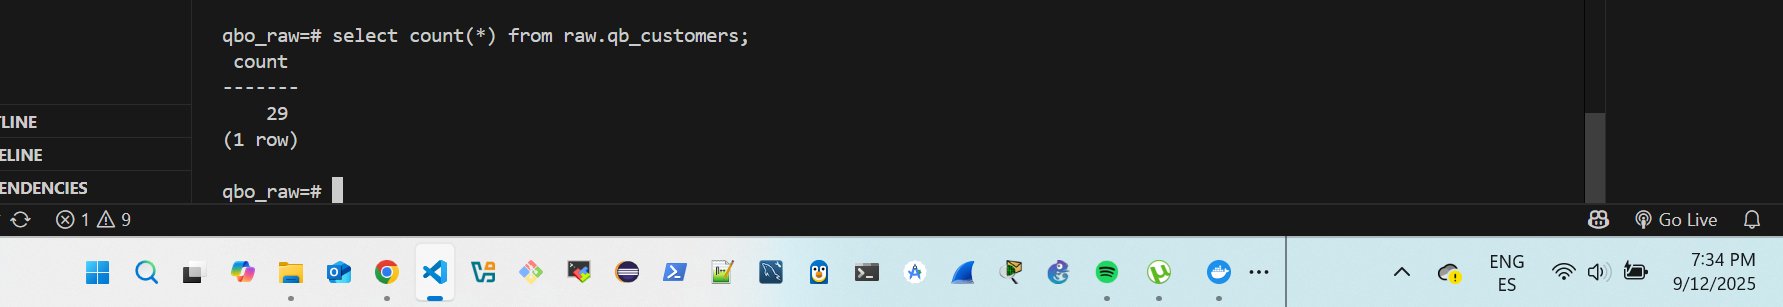 qbo_raw=# select count(*) from raw.qb_customers;
count
-------
29
(1 row)
TLINE
ELINE
ENDENCIES
qbo_raw=#
1 9
Go Live
ENG
ES
7:34 PM
9/12/2025